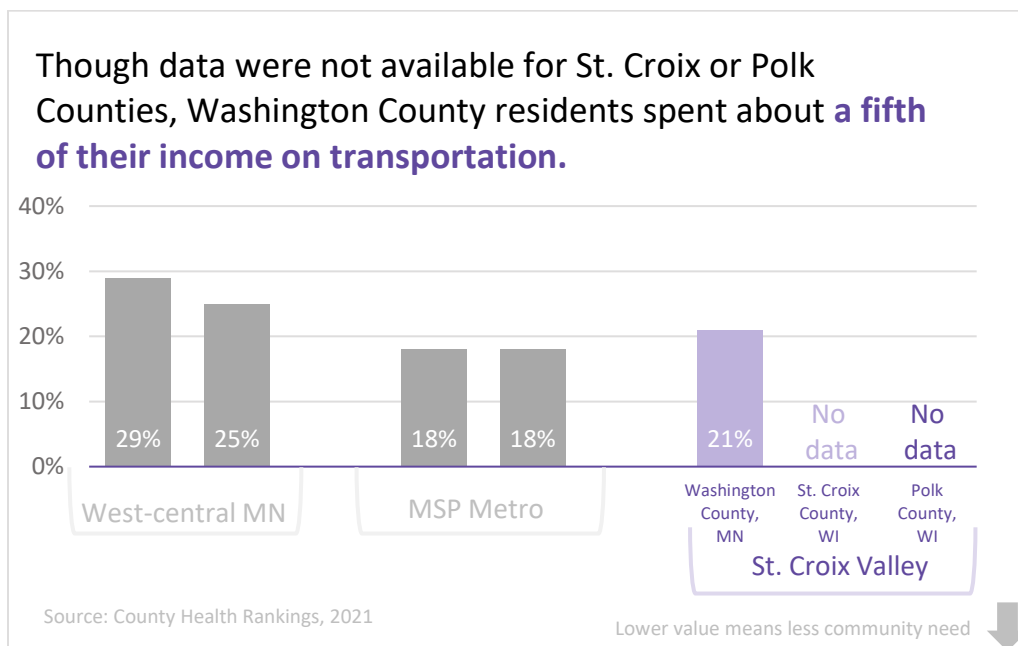 Though data were not available for St. Croix or Polk
Counties, Washington County residents spent about a fifth
of their income on transportation.
40%
30%
20%
10%
0%
29%
25%
18%
18%
21%
No
data
No
data
West-central MN
MSP Metro
Washington
County,
MN
St. Croix
County,
WI
Polk
County,
WI
St. Croix Valley
Source: County Health Rankings, 2021
Lower value means less community need